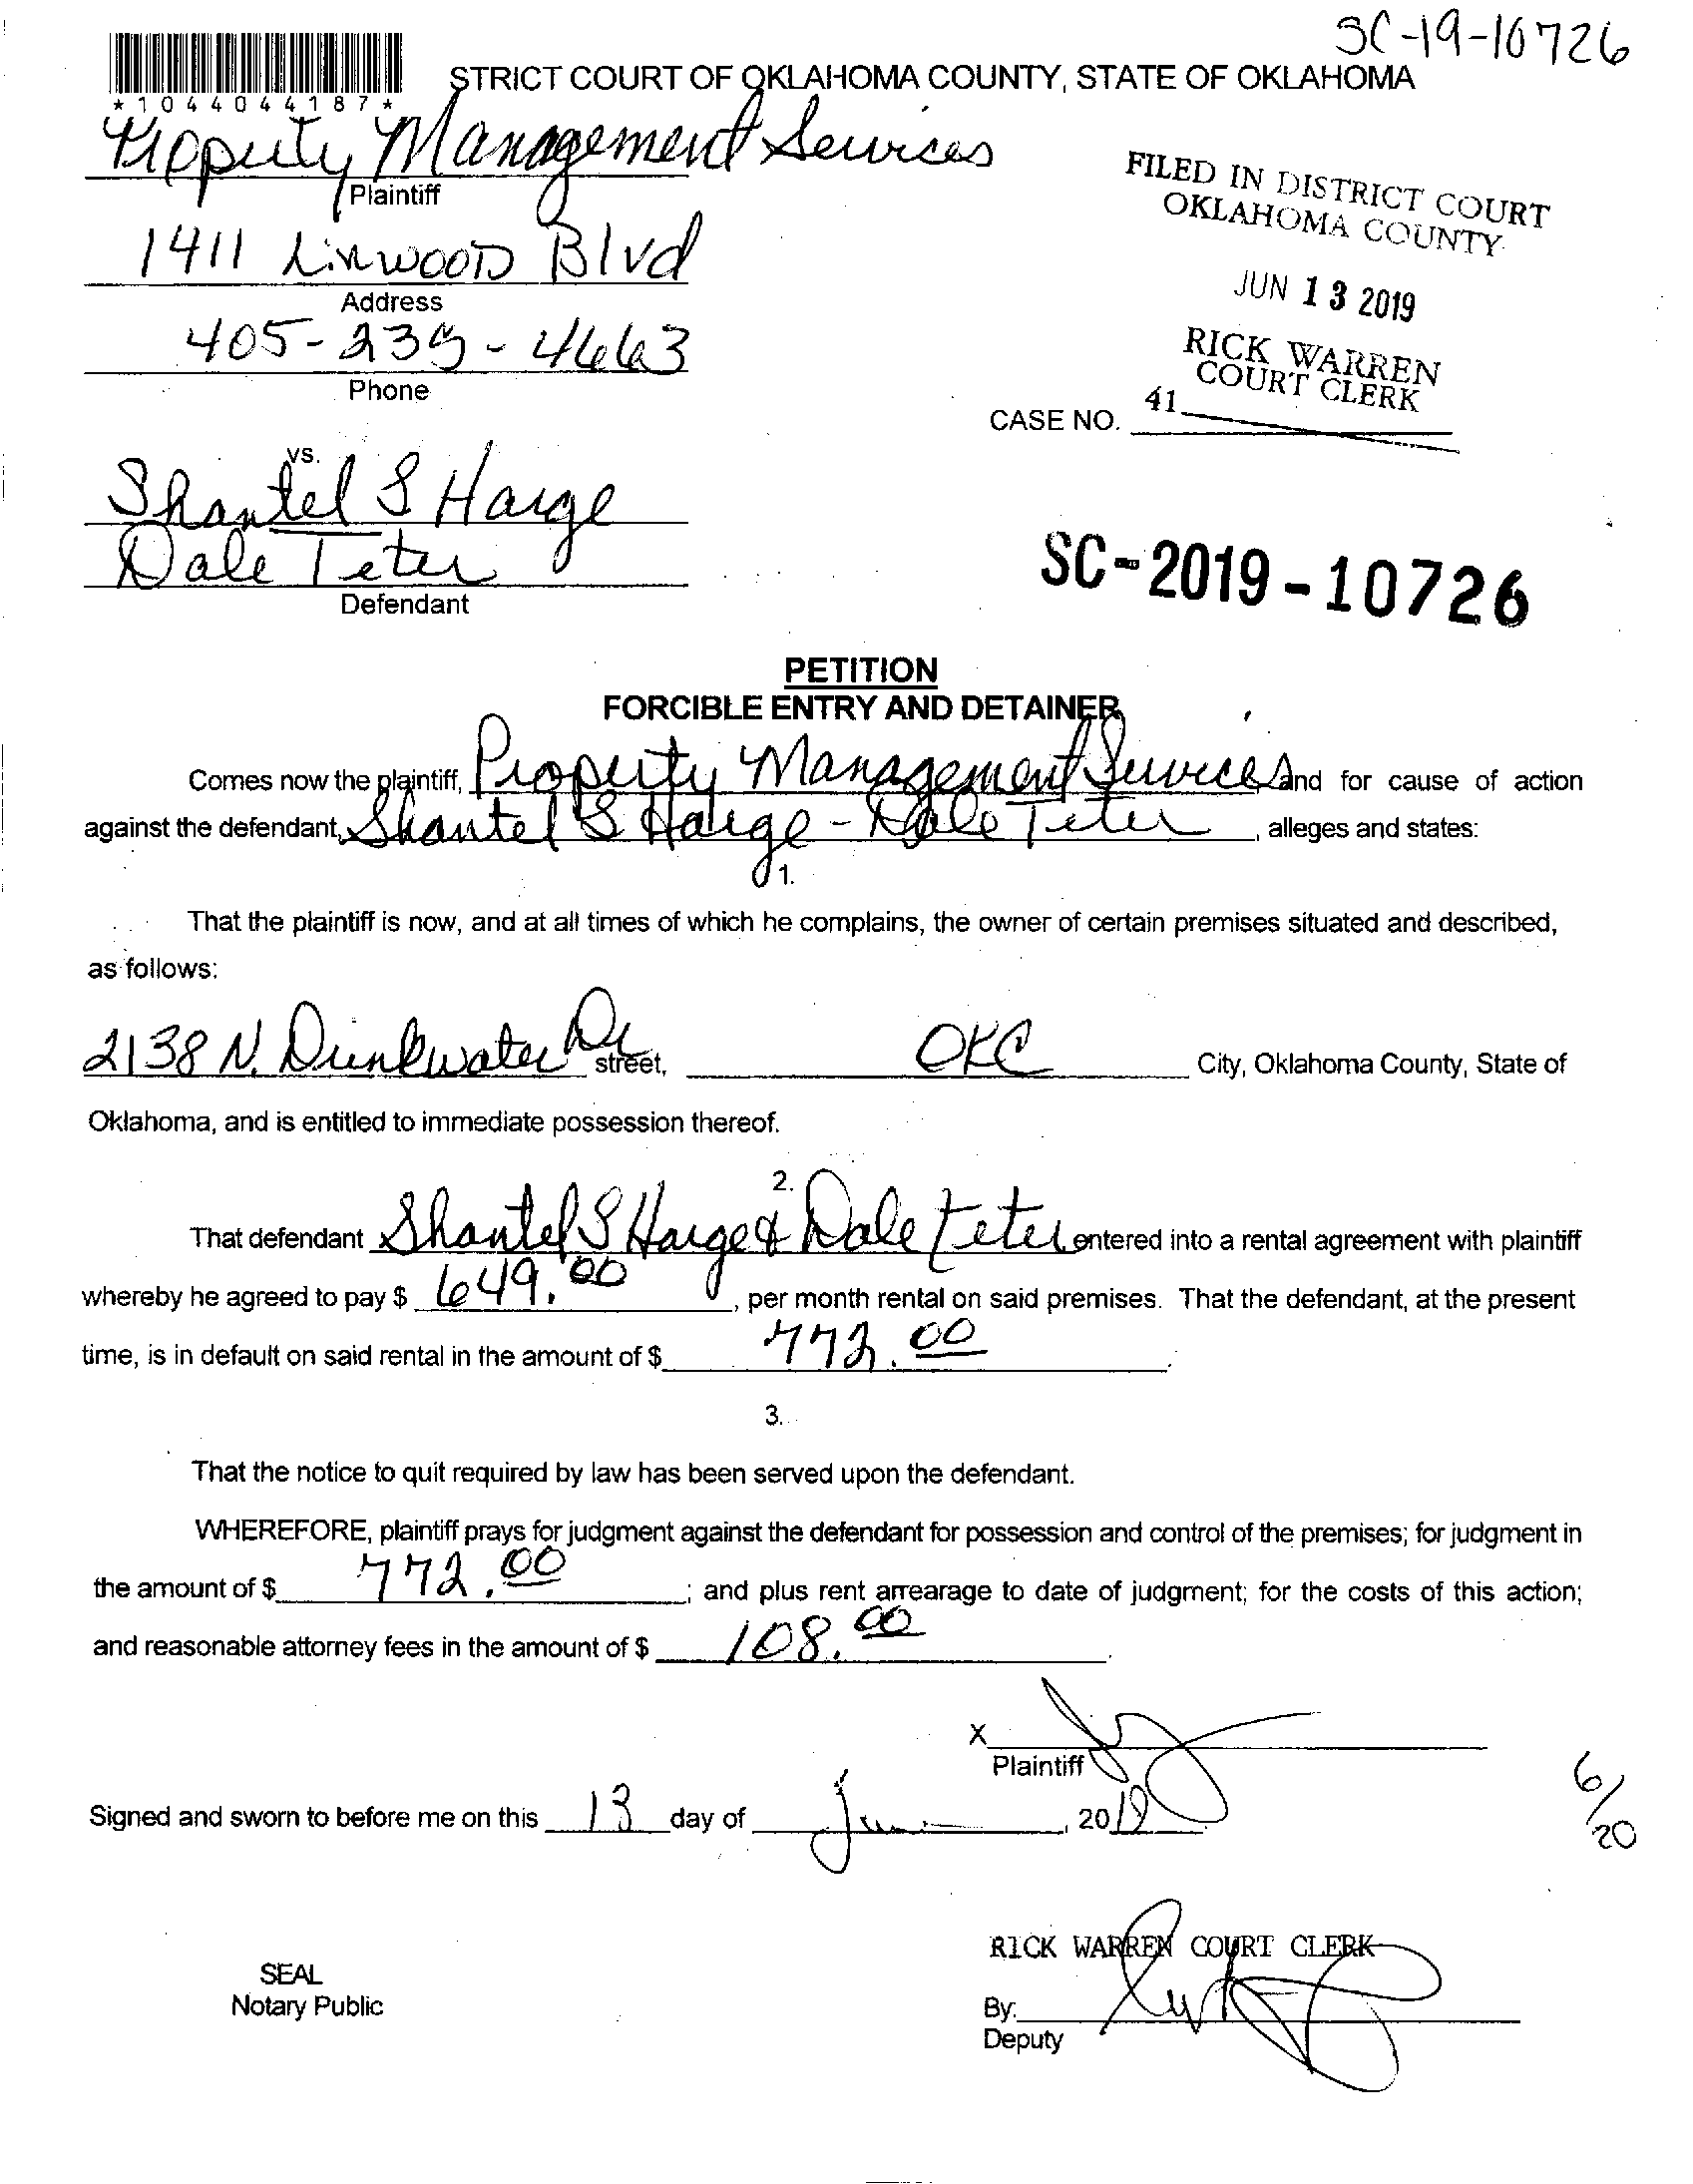 SC-19-10726
*1044044187*
STRICT COURT OF OKLAHOMA COUNTY, STATE OF OKLAHOMA
Property Management Services
Plaintiff
FILED IN DISTRICT COURT
OKLAHOMA COUNTY
1411 Linwood Blvd
Address
JUN 13 2019
405-235-4663
Phone
RICK WARREN
COURT CLERK
41
CASE NO.
vs.
Shantel S Harge
Dale Teter
Defendant
SC-2019-10726
PETITION
FORCIBLE ENTRY AND DETAINER
Comes now the plaintiff, Property Management Services and for cause of action
against the defendant, Shantel S Harge - Dale Teter, alleges and states:
1.
That the plaintiff is now, and at all times of which he complains, the owner of certain premises situated and described,
as follows:
2138 N. Drinkwater Dr street, OKC City, Oklahoma County, State of
Oklahoma, and is entitled to immediate possession thereof.
2.
That defendant Shantel S Harge & Dale Teter entered into a rental agreement with plaintiff
whereby he agreed to pay $ 649.00, per month rental on said premises. That the defendant, at the present
time, is in default on said rental in the amount of $ 772.00.
3.
That the notice to quit required by law has been served upon the defendant.
WHEREFORE, plaintiff prays for judgment against the defendant for possession and control of the premises; for judgment in
the amount of $ 772.00; and plus rent arrearage to date of judgment; for the costs of this action;
and reasonable attorney fees in the amount of $ 108.00.
X
Plaintiff
Signed and sworn to before me on this 13 day of June, 2019
6/20
RICK WARREN COURT CLERK
SEAL
Notary Public
By:
Deputy